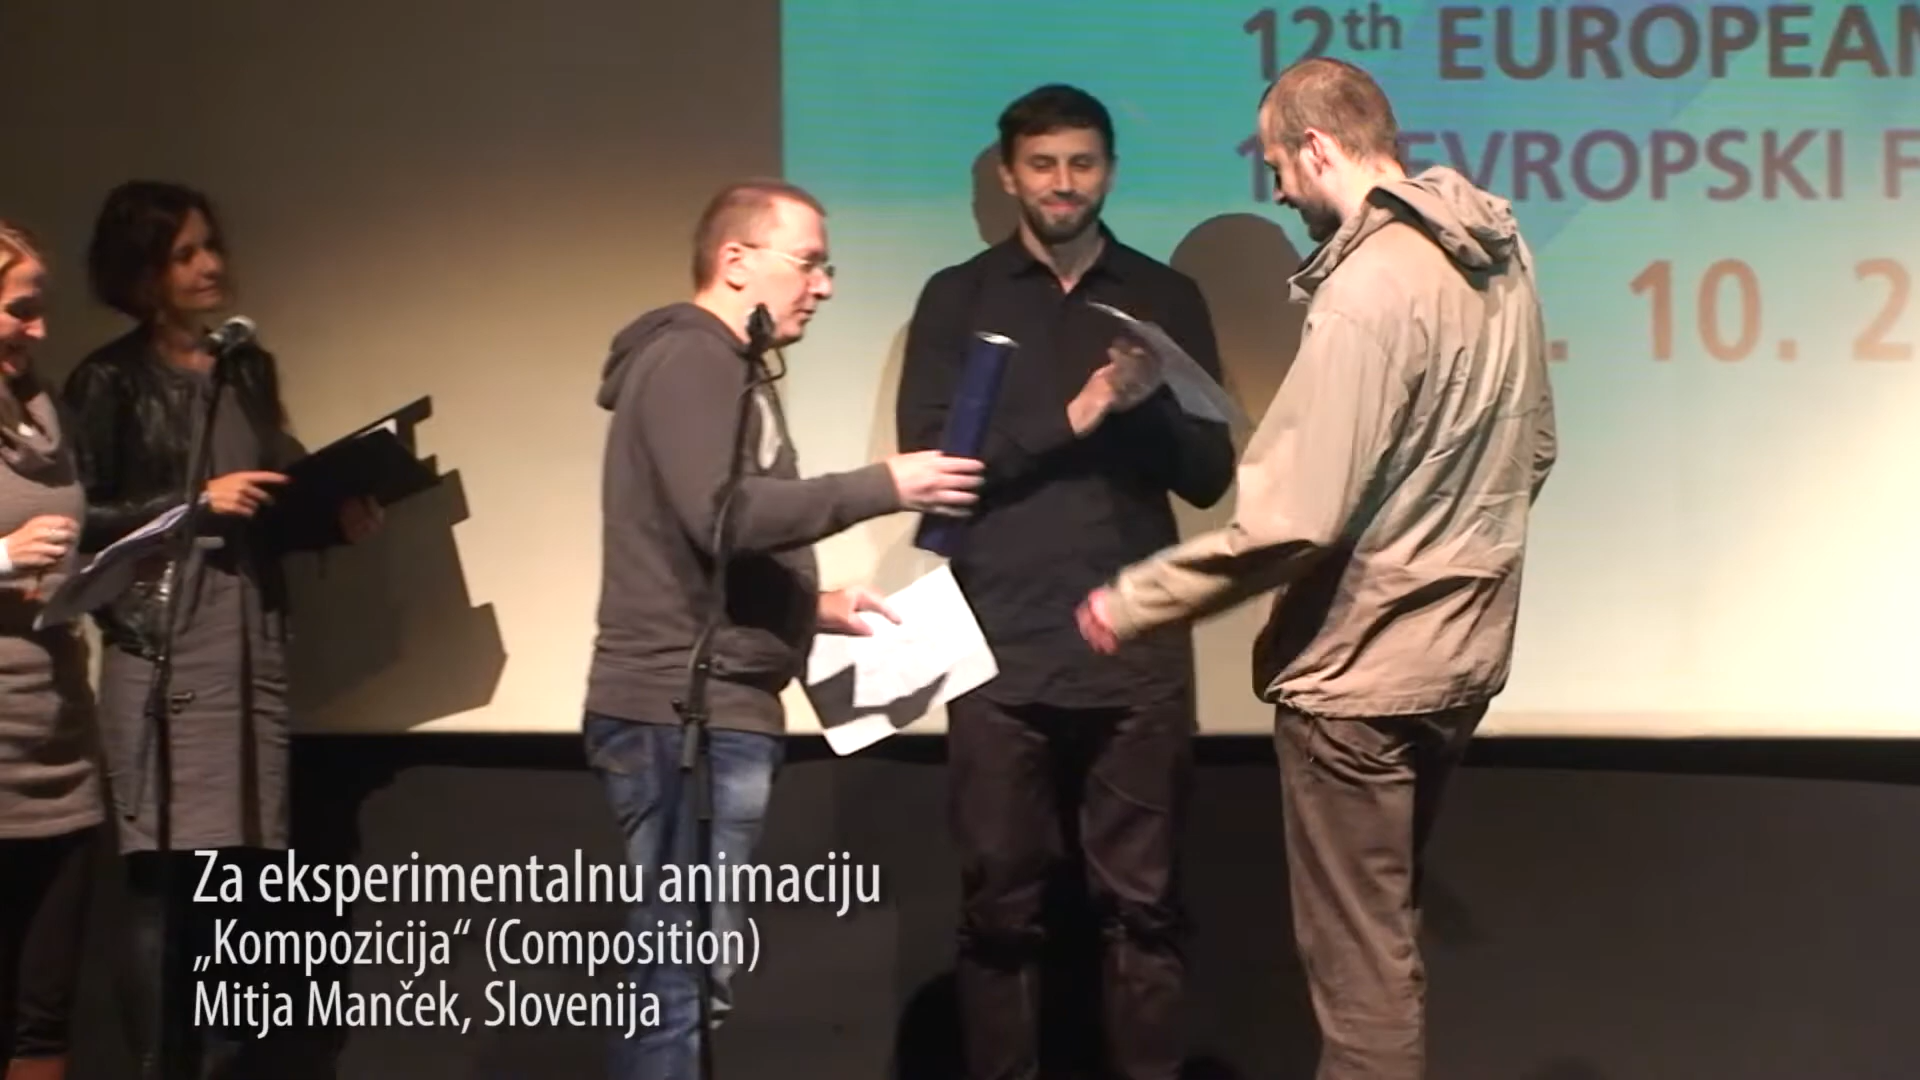 12th EUROPEAN
EVROPSKI F
. 10. 2
Za eksperimentalnu animaciju
„Kompozicija“ (Composition)
Mitja Manček, Slovenija